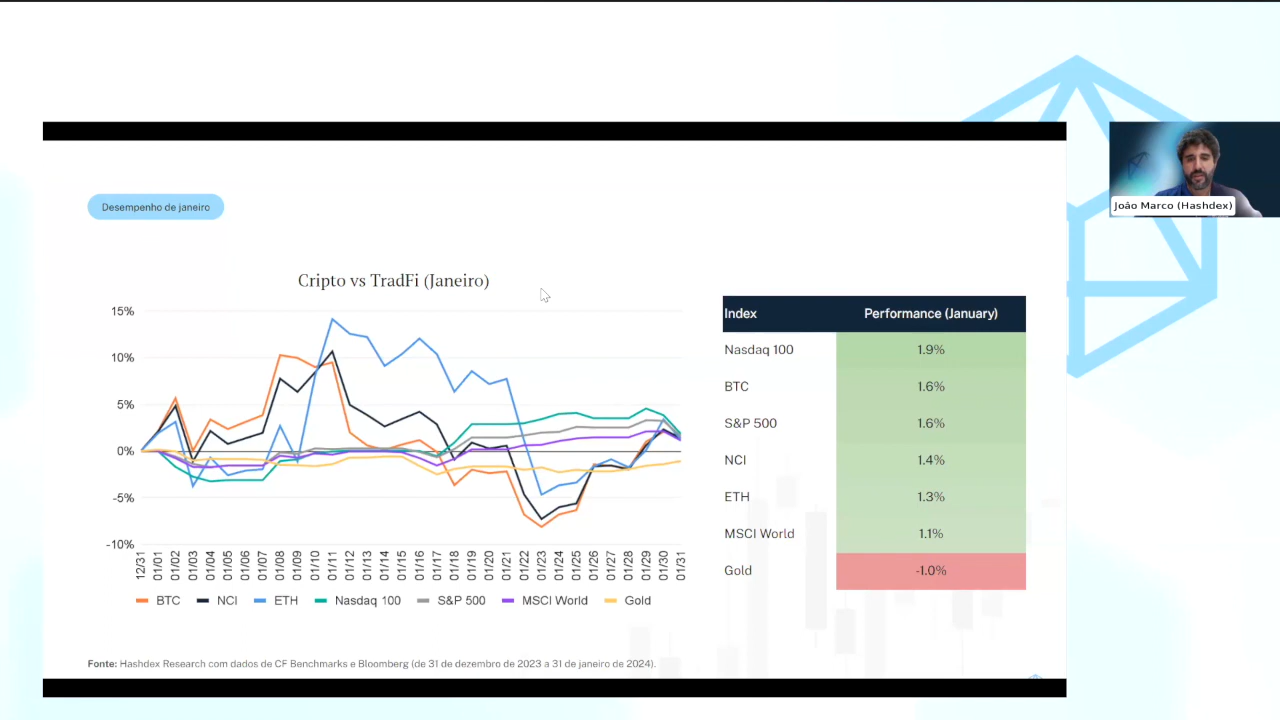 Desempenho de janeiro
João Marco (Hashdex)
Cripto vs TradFi (Janeiro)
15%
10%
5%
0%
-5%
-10%
12/31 01/01 01/02 01/03 01/04 01/05 01/06 01/07 01/08 01/09 01/10 01/11 01/12 01/13 01/14 01/15 01/16 01/17 01/18 01/19 01/20 01/21 01/22 01/23 01/24 01/25 01/26 01/27 01/28 01/29 01/30 01/31
BTC NCI ETH Nasdaq 100 S&P 500 MSCI World Gold
Index Performance (January)
Nasdaq 100 1.9%
BTC 1.6%
S&P 500 1.6%
NCI 1.4%
ETH 1.3%
MSCI World 1.1%
Gold -1.0%
Fonte: Hashdex Research com dados de CF Benchmarks e Bloomberg (de 31 de dezembro de 2023 a 31 de janeiro de 2024).